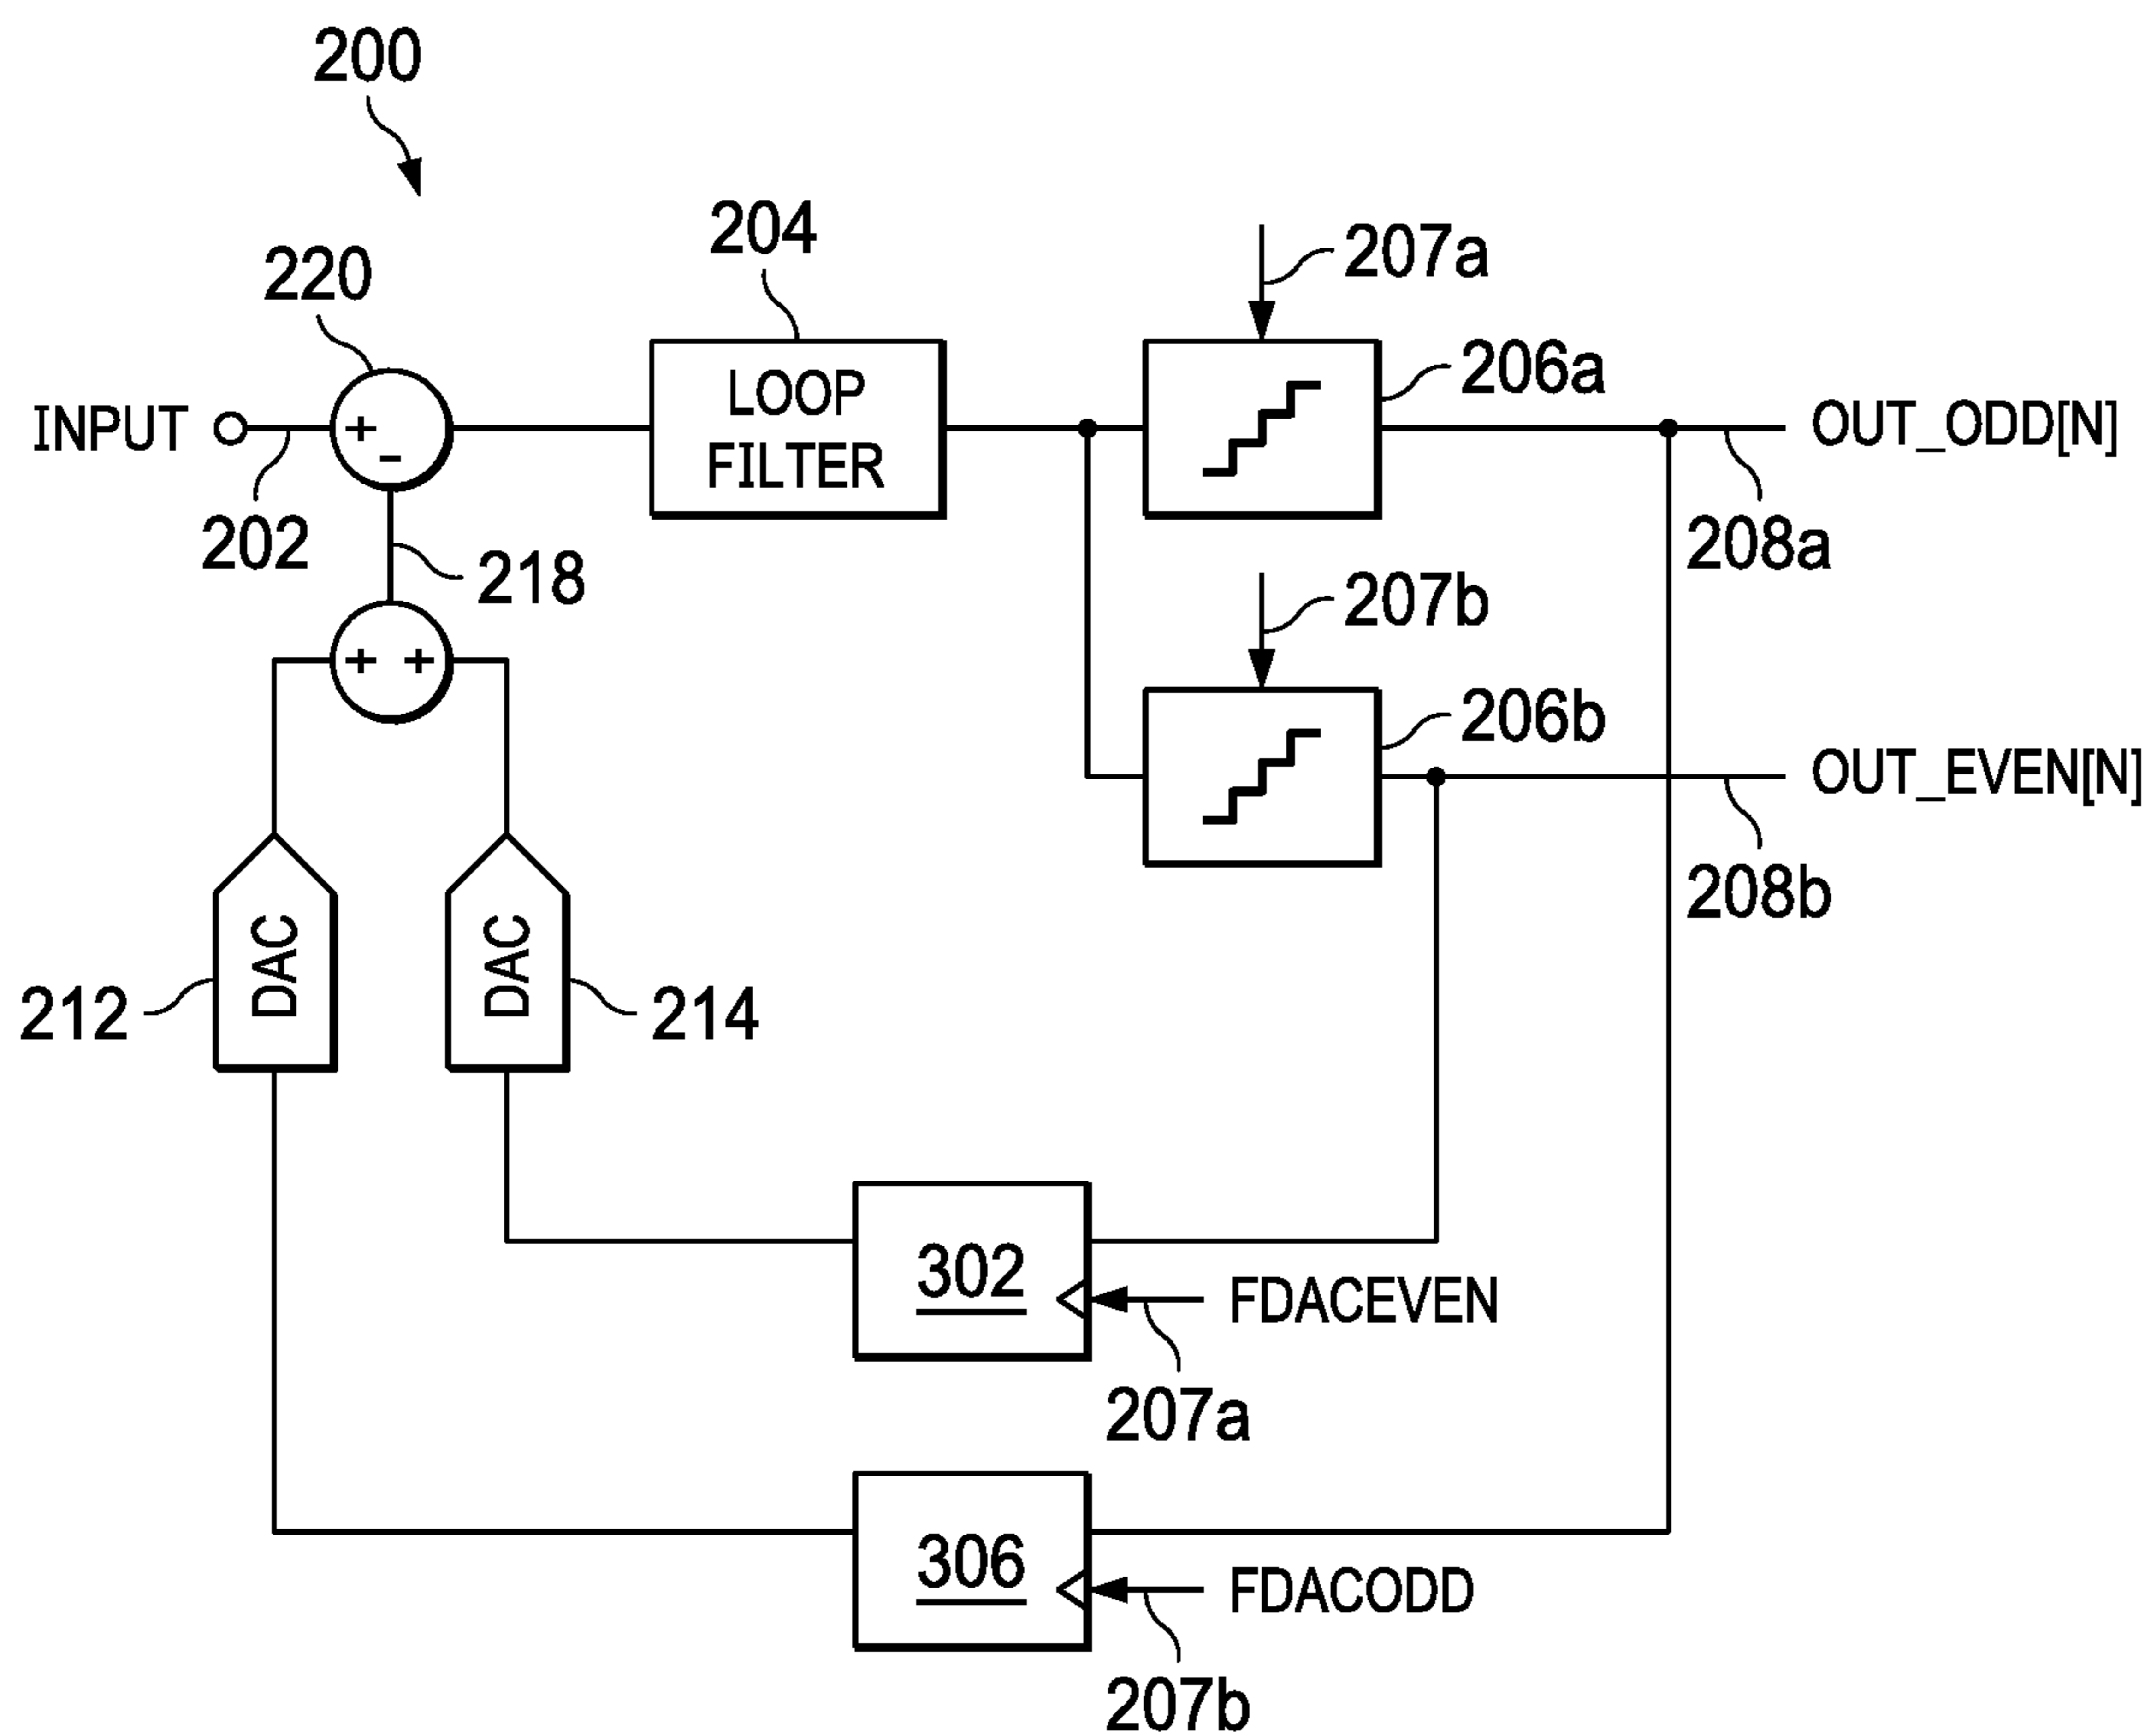 200
220
204
207a
206a
INPUT
+
-
LOOP
FILTER
OUT_ODD[N]
202
218
208a
207b
206b
+ +
OUT_EVEN[N]
208b
212
DAC
DAC
214
302
FDACEVEN
207a
306
FDACODD
207b